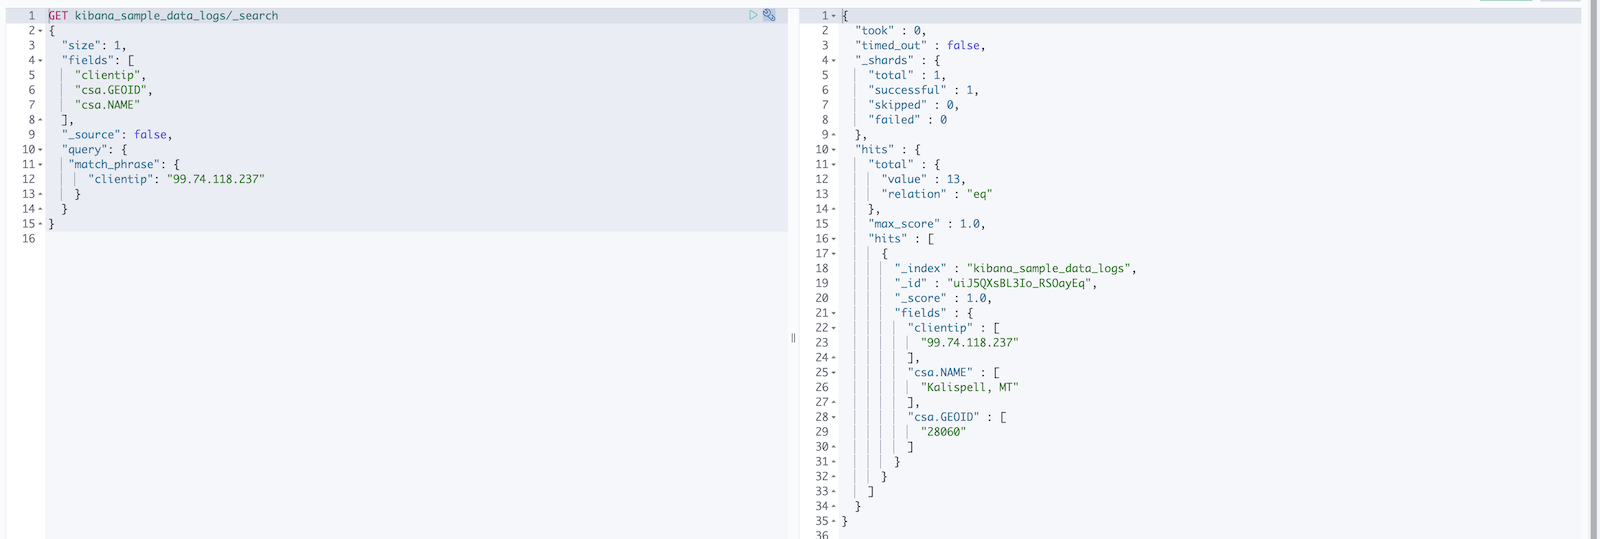 1 GET kibana_sample_data_logs/_search
2 {
3 "size": 1,
4 "fields": [
5 "clientip",
6 "csa.GEOID",
7 "csa.NAME"
8 ],
9 "_source": false,
10 "query": {
11 "match_phrase": {
12 "clientip": "99.74.118.237"
13 }
14 }
15 }
16
1 {
2 "took" : 0,
3 "timed_out" : false,
4 "_shards" : {
5 "total" : 1,
6 "successful" : 1,
7 "skipped" : 0,
8 "failed" : 0
9 },
10 "hits" : {
11 "total" : {
12 "value" : 13,
13 "relation" : "eq"
14 },
15 "max_score" : 1.0,
16 "hits" : [
17 {
18 "_index" : "kibana_sample_data_logs",
19 "_id" : "uiJ5QXsBL3Io_RSOayEq",
20 "_score" : 1.0,
21 "fields" : {
22 "clientip" : [
23 "99.74.118.237"
24 ],
25 "csa.NAME" : [
26 "Kalispell, MT"
27 ],
28 "csa.GEOID" : [
29 "28060"
30 ]
31 }
32 }
33 ]
34 }
35 }
36